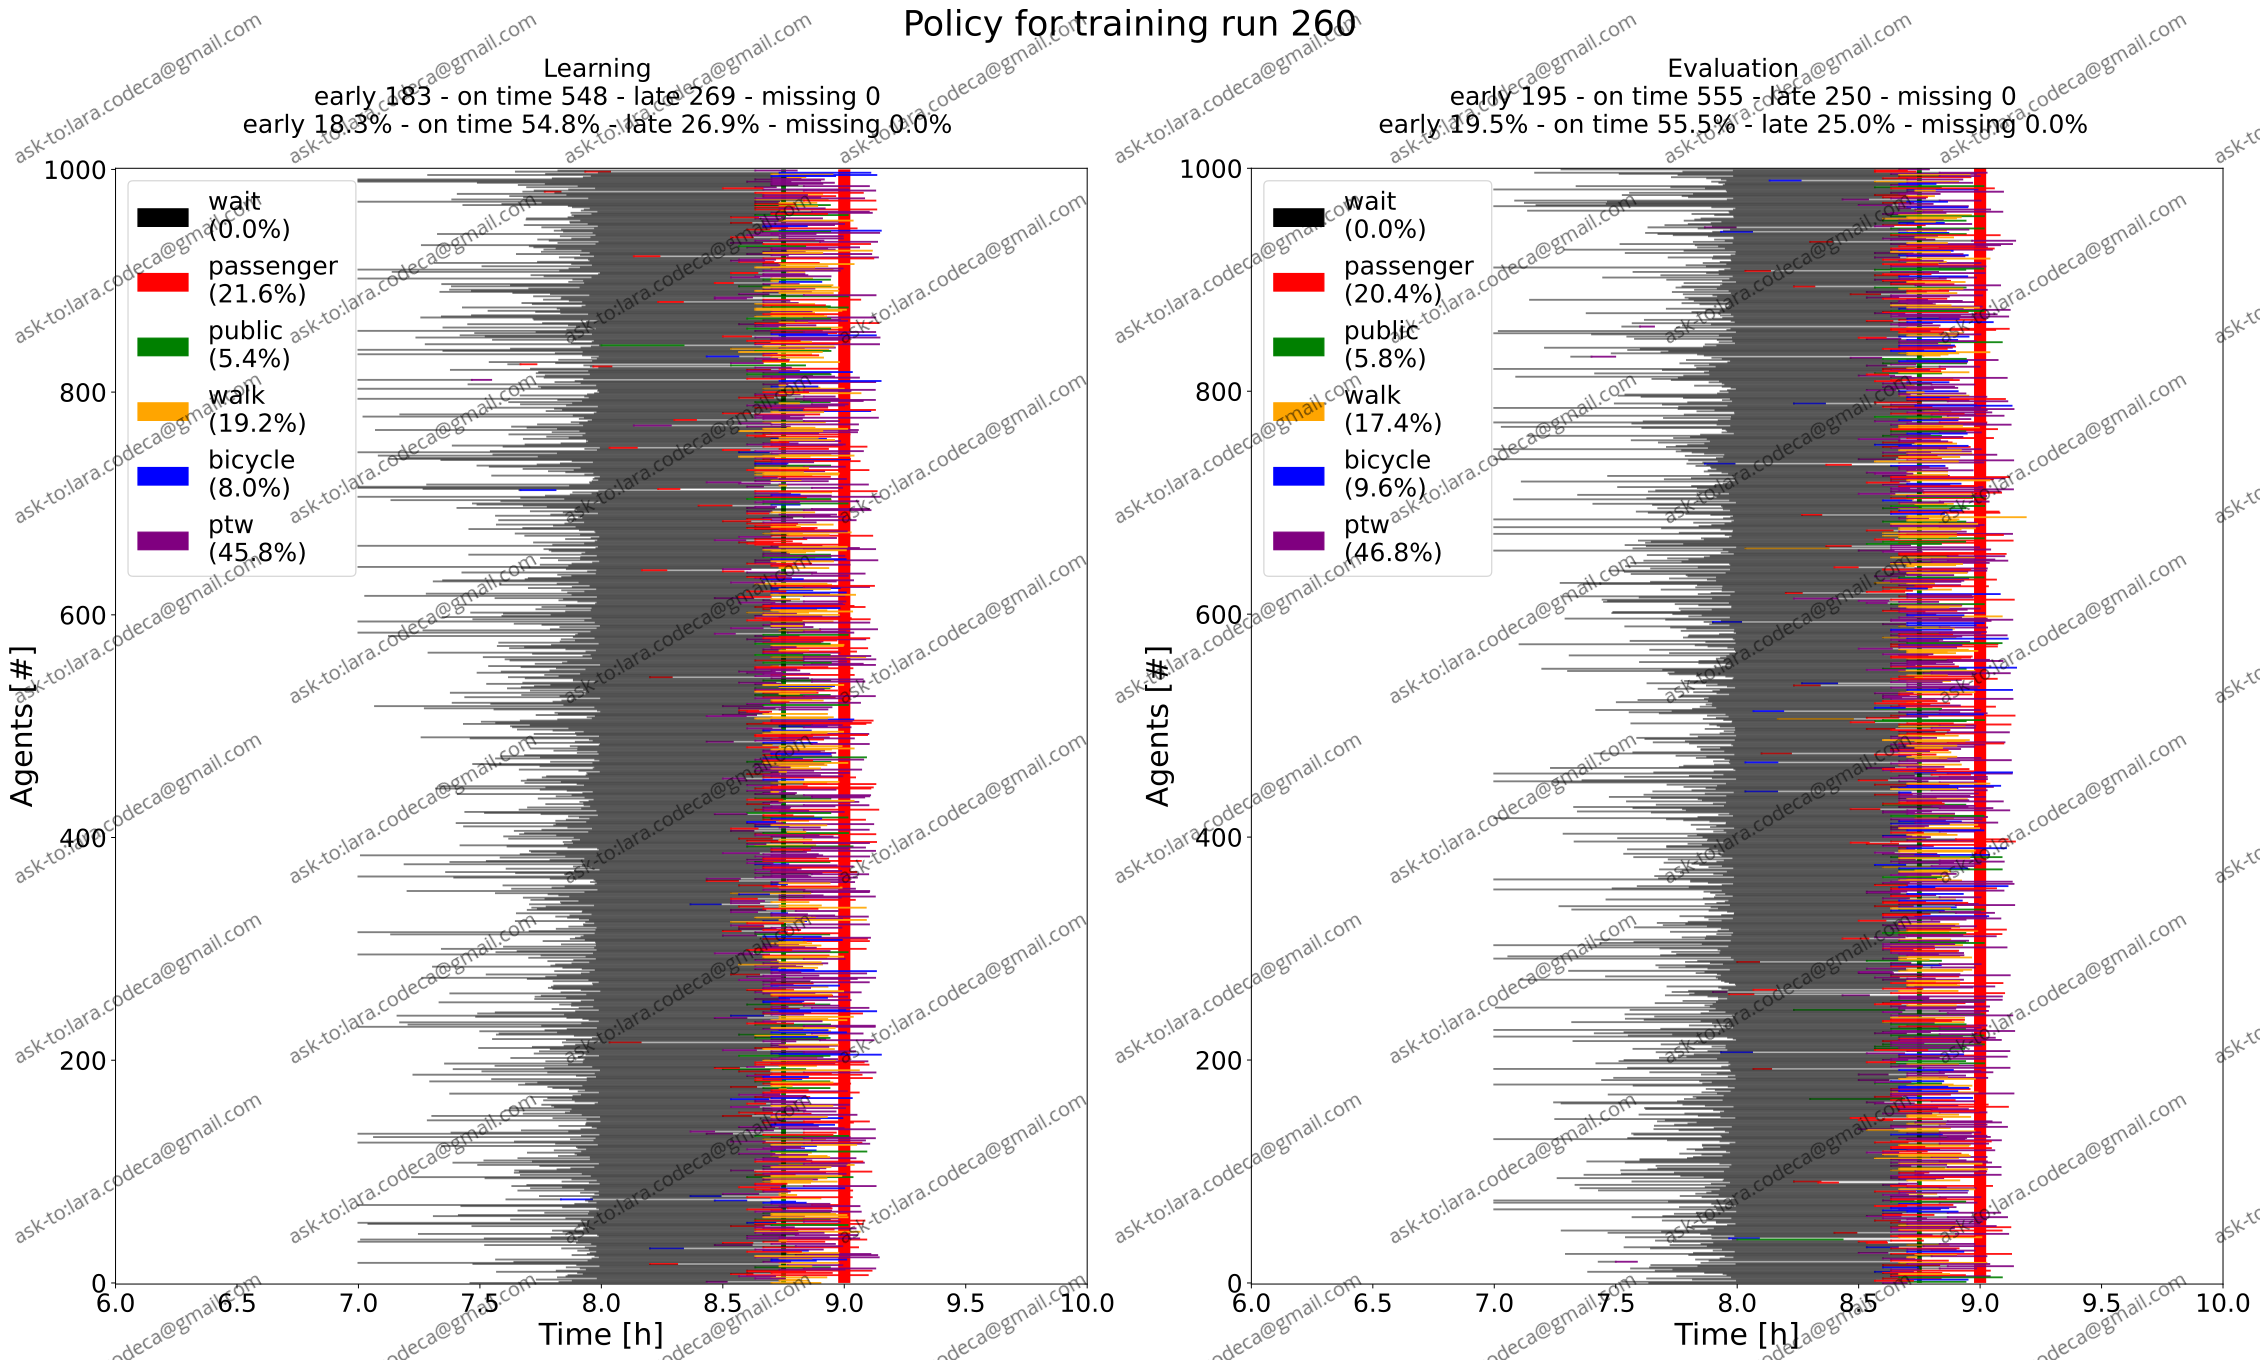 Policy for training run 260
Learning
early 183 - on time 548 - late 269 - missing 0
early 18.3% - on time 54.8% - late 26.9% - missing 0.0%
1000
800
600
400
200
0
Agents [#]
wait
(0.0%)
passenger
(21.6%)
public
(5.4%)
walk
(19.2%)
bicycle
(8.0%)
ptw
(45.8%)
6.0 6.5 7.0 7.5 8.0 8.5 9.0 9.5 10.0
Time [h]
Evaluation
early 195 - on time 555 - late 250 - missing 0
early 19.5% - on time 55.5% - late 25.0% - missing 0.0%
1000
800
600
400
200
0
Agents [#]
wait
(0.0%)
passenger
(20.4%)
public
(5.8%)
walk
(17.4%)
bicycle
(9.6%)
ptw
(46.8%)
6.0 6.5 7.0 7.5 8.0 8.5 9.0 9.5 10.0
Time [h]
ask-to:lara.codeca@gmail.com